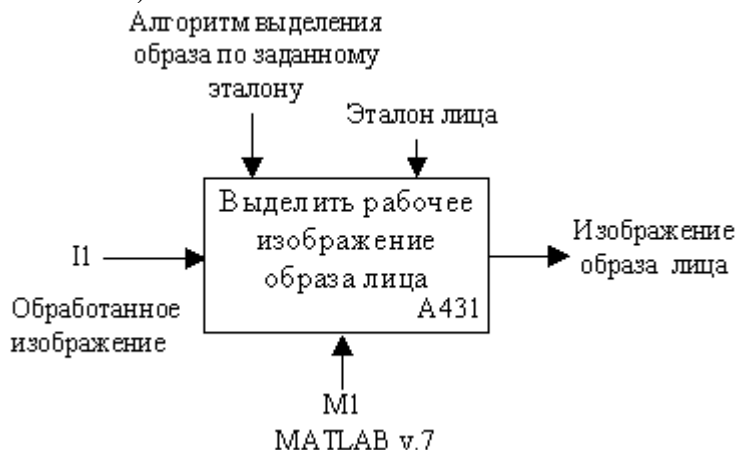 Алгоритм выделения
образа по заданному
эталону
Эталон лица
Выделить рабочее
изображение
образа лица
A431
I1
Обработанное
изображение
Изображение
образа лица
M1
MATLAB v.7